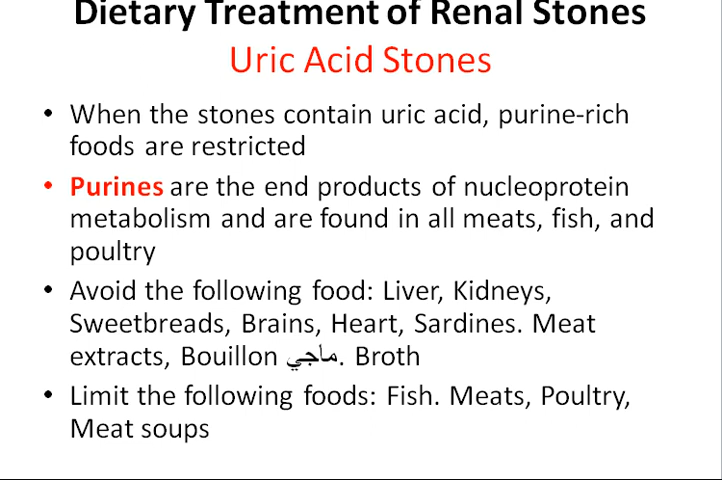 Dietary Treatment of Renal Stones
Uric Acid Stones
• When the stones contain uric acid, purine-rich
foods are restricted
• Purines are the end products of nucleoprotein
metabolism and are found in all meats, fish, and
poultry
• Avoid the following food: Liver, Kidneys,
Sweetbreads, Brains, Heart, Sardines. Meat
extracts, Bouillon ماجي. Broth
• Limit the following foods: Fish. Meats, Poultry,
Meat soups